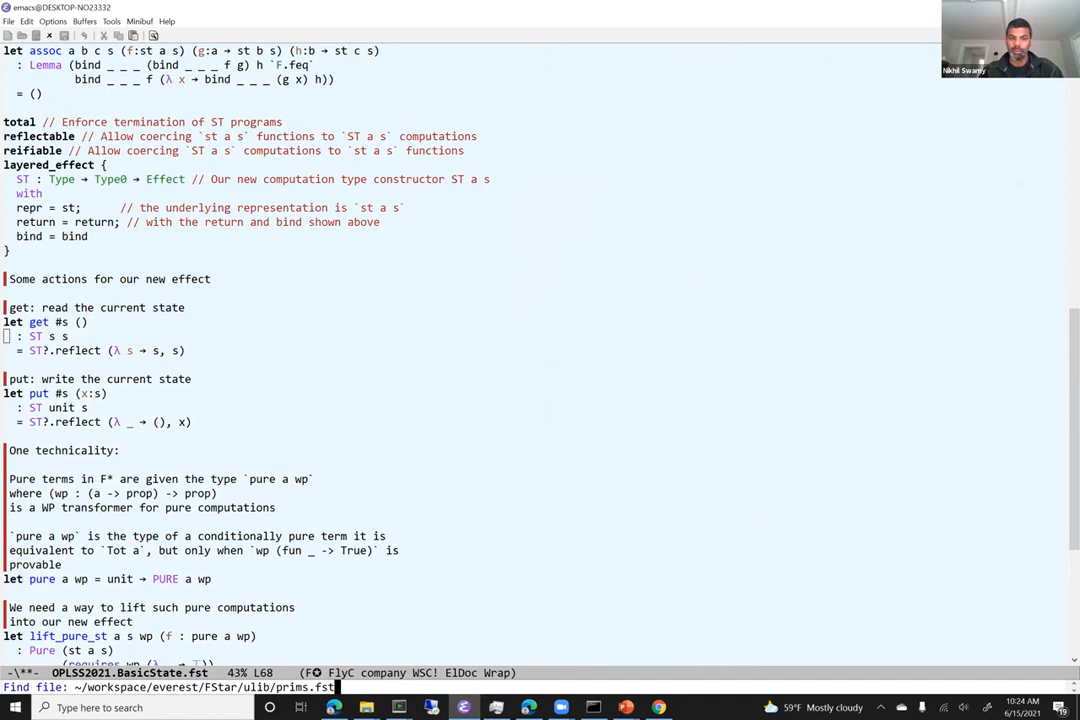 emacs@DESKTOP-NO23332
File Edit Options Buffers Tools Minibuf Help
let assoc a b c s (f:st a s) (g:a → st b s) (h:b → st c s)
: Lemma (bind _ _ _ (bind _ _ _ f g) h `F.feq`
bind _ _ _ f (λ x → bind _ _ _ (g x) h))
= ()
total // Enforce termination of ST programs
reflectable // Allow coercing `st a s` functions to `ST a s` computations
reifiable // Allow coercing `ST a s` computations to `st a s` functions
layered_effect {
ST : Type → Type0 → Effect // Our new computation type constructor ST a s
with
repr = st; // the underlying representation is `st a s`
return = return; // with the return and bind shown above
bind = bind
}
Some actions for our new effect
get: read the current state
let get #s ()
: ST s s
= ST?.reflect (λ s → s, s)
put: write the current state
let put #s (x:s)
: ST unit s
= ST?.reflect (λ _ → (), x)
One technicality:
Pure terms in F* are given the type `pure a wp`
where (wp : (a -> prop) -> prop)
is a WP transformer for pure computations
`pure a wp` is the type of a conditionally pure term it is
equivalent to `Tot a`, but only when `wp (fun _ -> True)` is
provable
let pure a wp = unit → PURE a wp
We need a way to lift such pure computations
into our new effect
let lift_pure_st a s wp (f : pure a wp)
: Pure (st a s)
(requires wp (λ _ → ⊤))
-\**- OPLSS2021.BasicState.fst 43% L68 (F✪ FlyC company WSC! ElDoc Wrap)
Find file: ~/workspace/everest/FStar/ulib/prims.fst
Nikhil Swamy
Type here to search
59°F Mostly cloudy
10:24 AM
6/15/2021
19